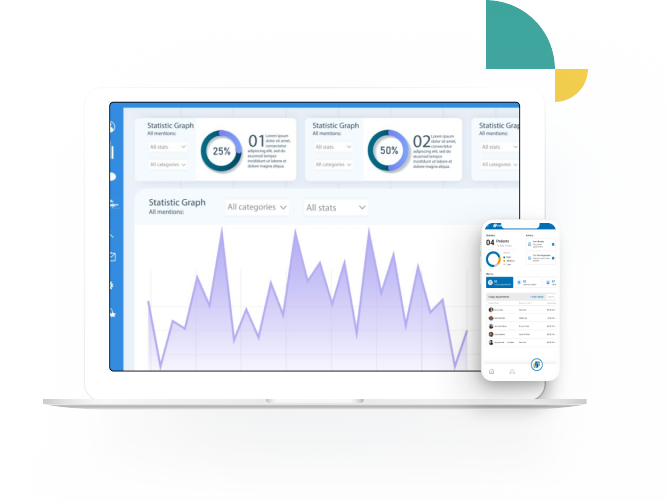 Statistic Graph
All mentions:
All stats
All categories
25%
01
Lorem ipsum
dolor sit amet,
consectetur
adipiscing elit, sed do
eiusmod tempor
incididunt ut labore et
dolore magna aliqua.
Statistic Graph
All mentions:
All stats
All categories
50%
02
Lorem ipsum
dolor sit amet,
consectetur
adipiscing elit, sed do
eiusmod tempor
incididunt ut labore et
dolore magna aliqua.
Statistic Grap
All mentions:
All stats
All categories
Statistic Graph
All mentions:
All categories
All stats
04 Patients